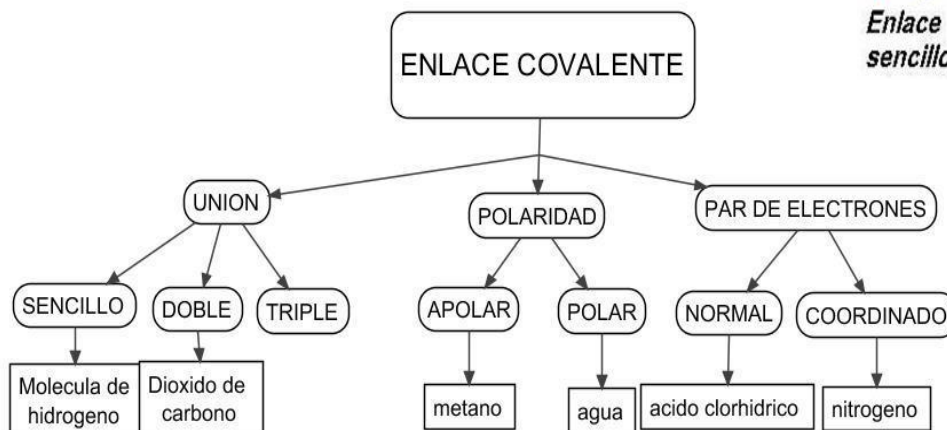 Enlace
sencillo
ENLACE COVALENTE
UNION
POLARIDAD
PAR DE ELECTRONES
SENCILLO
DOBLE
TRIPLE
APOLAR
POLAR
NORMAL
COORDINADO
Molecula de
hidrogeno
Dioxido de
carbono
metano
agua
acido clorhidrico
nitrogeno